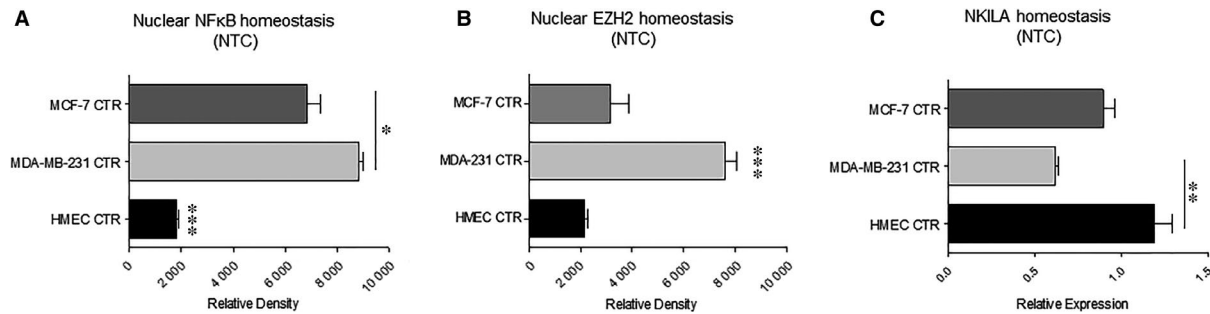 A
Nuclear NFκB homeostasis
(NTC)
MCF-7 CTR
MDA-MB-231 CTR
HMEC CTR
*
***
0
2 000
4 000
6 000
8 000
10 000
Relative Density
B
Nuclear EZH2 homeostasis
(NTC)
MCF-7 CTR
MDA-231 CTR
HMEC CTR
***
0
2 000
4 000
6 000
8 000
10 000
Relative Density
C
NKILA homeostasis
(NTC)
MCF-7 CTR
MDA-MB-231 CTR
HMEC CTR
**
0.0
0.5
1.0
1.5
Relative Expression